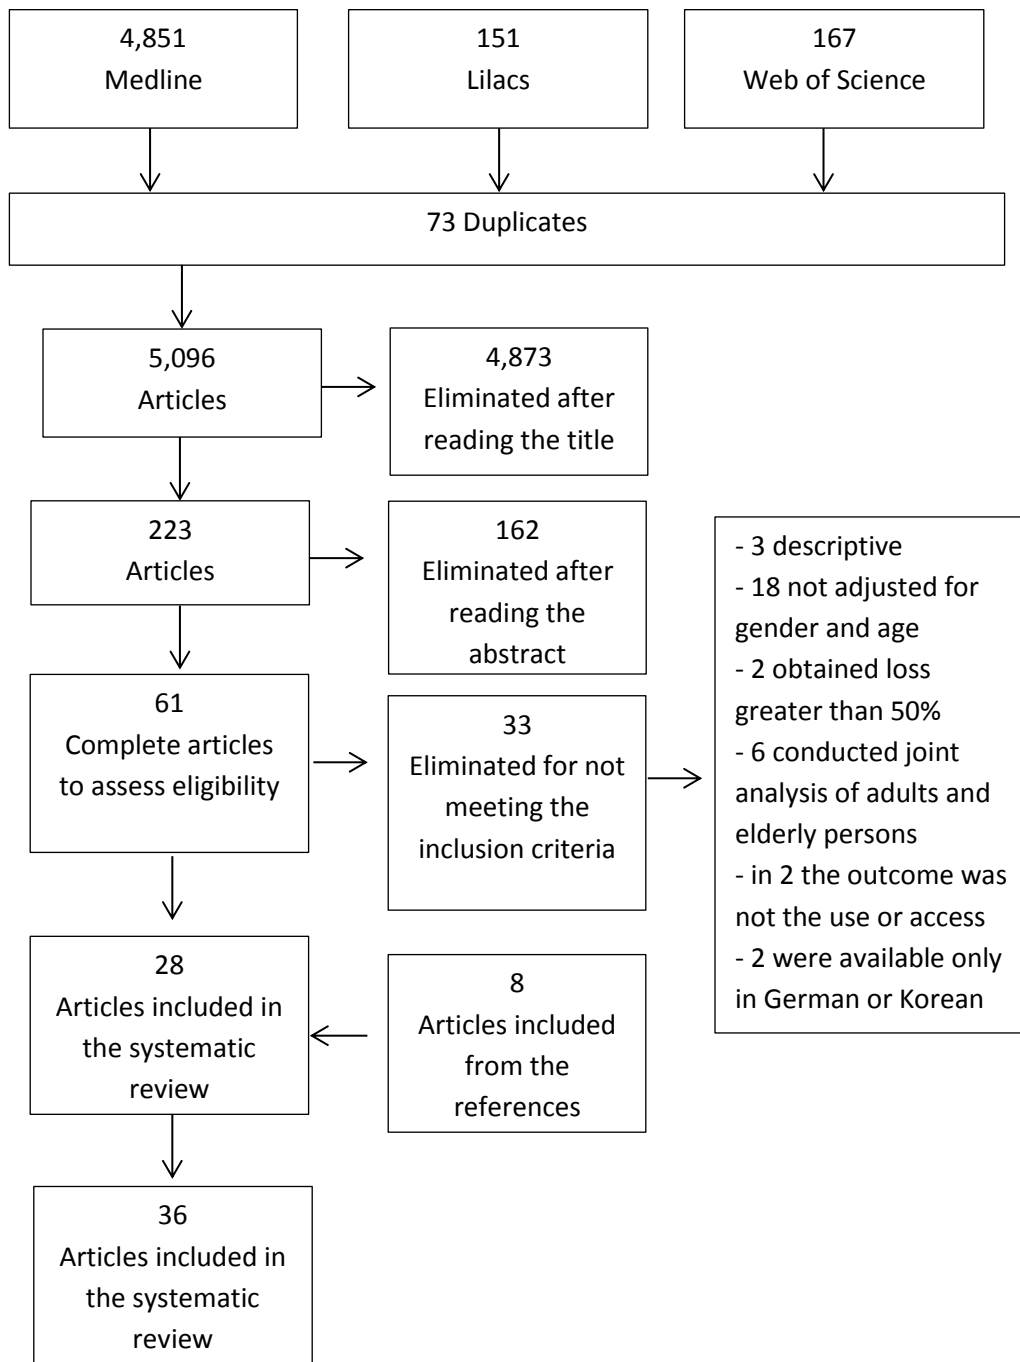 4,851
Medline
151
Lilacs
167
Web of Science
73 Duplicates
5,096
Articles
4,873
Eliminated after
reading the title
223
Articles
162
Eliminated after
reading the
abstract
61
Complete articles
to assess eligibility
33
Eliminated for not
meeting the
inclusion criteria
- 3 descriptive
- 18 not adjusted for
gender and age
- 2 obtained loss
greater than 50%
- 6 conducted joint
analysis of adults and
elderly persons
- in 2 the outcome was
not the use or access
- 2 were available only
in German or Korean
28
Articles included in
the systematic
review
8
Articles included
from the
references
36
Articles included in
the systematic
review